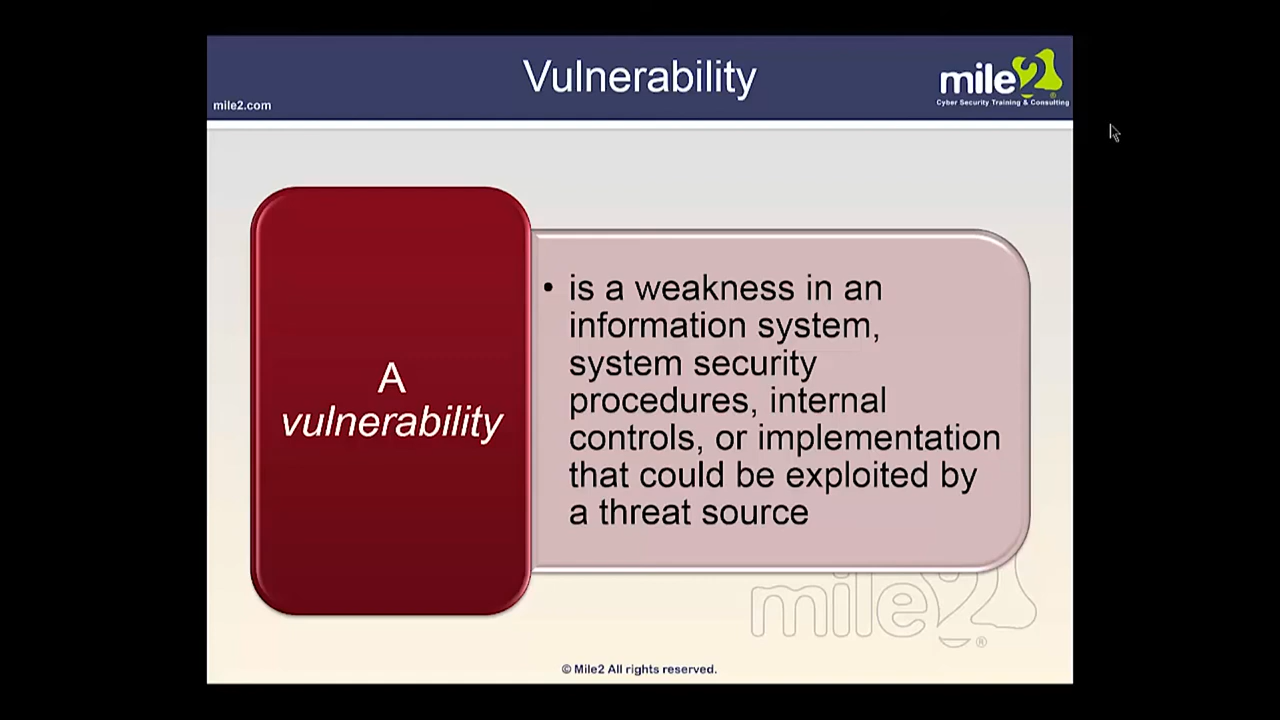 Vulnerability
mile2.com
mile2
Cyber Security Training & Consulting
A
vulnerability
• is a weakness in an
information system,
system security
procedures, internal
controls, or implementation
that could be exploited by
a threat source
mile2®
© Mile2 All rights reserved.